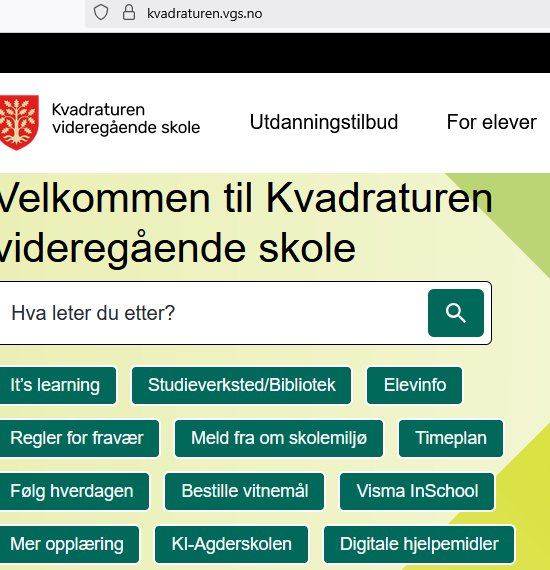 kvadraturen.vgs.no
Kvadraturen
videregående skole
Utdanningstilbud
For elever
Velkommen til Kvadraturen
videregående skole
Hva leter du etter?
It's learning
Studieverksted/Bibliotek
Elevinfo
Regler for fravær
Meld fra om skolemiljø
Timeplan
Følg hverdagen
Bestille vitnemål
Visma InSchool
Mer opplæring
KI-Agderskolen
Digitale hjelpemidler